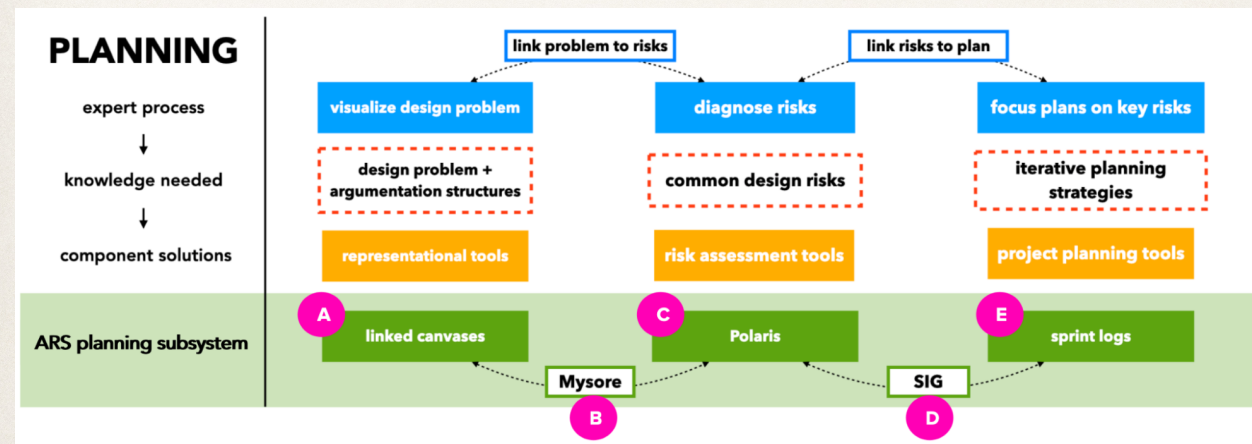 PLANNING
link problem to risks
link risks to plan
expert process
visualize design problem
diagnose risks
focus plans on key risks
knowledge needed
design problem +
argumentation structures
common design risks
iterative planning
strategies
component solutions
representational tools
risk assessment tools
project planning tools
ARS planning subsystem
A
linked canvases
C
Polaris
E
sprint logs
Mysore
B
SIG
D